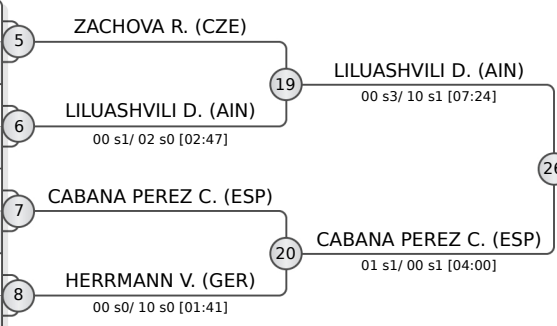 ZACHOVA R. (CZE)
5
19
LILUASHVILI D. (AIN)
00 s3/ 10 s1 [07:24]
LILUASHVILI D. (AIN)
6
00 s1/ 02 s0 [02:47]
26
CABANA PEREZ C. (ESP)
7
20
CABANA PEREZ C. (ESP)
01 s1/ 00 s1 [04:00]
HERRMANN V. (GER)
8
00 s0/ 10 s0 [01:41]